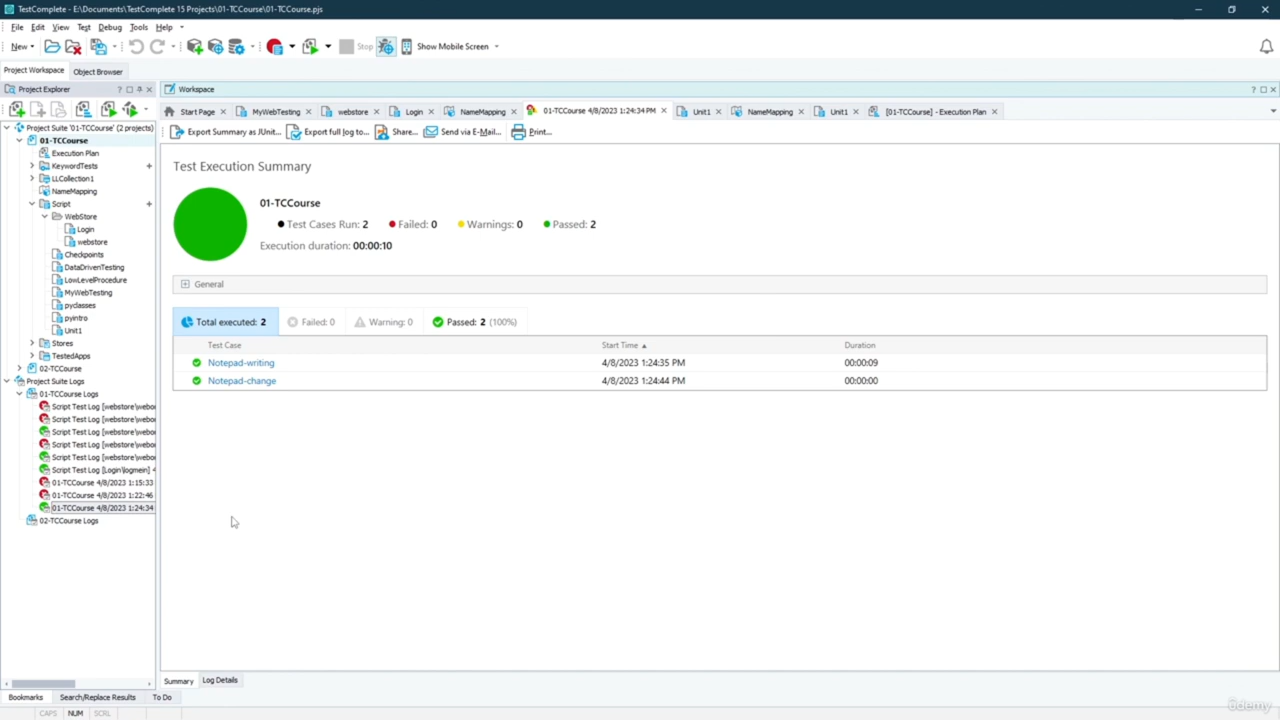 TestComplete - E:\Documents\TestComplete 15 Projects\01-TCCourse\01-TCCourse.pjs
File Edit View Test Debug Tools Help
New Stop Show Mobile Screen
Project Workspace Object Browser
Project Explorer
Workspace
Start Page MyWebTesting webstore Login NameMapping 01-TCCourse 4/8/2023 1:24:34 PM Unit1 NameMapping Unit1 [01-TCCourse] - Execution Plan
Export Summary as JUnit... Export full log to... Share... Send via E-Mail... Print...
Project Suite '01-TCCourse' (2 projects)
01-TCCourse
Execution Plan
KeywordTests
LLCollection1
NameMapping
Script
WebStore
Login
webstore
Checkpoints
DataDrivenTesting
LowLevelProcedure
MyWebTesting
pyclasses
pyintro
Unit1
Stores
TestedApps
02-TCCourse
Project Suite Logs
01-TCCourse Logs
Script Test Log [webstore\webo
Script Test Log [webstore\webo
Script Test Log [webstore\webo
Script Test Log [webstore\webo
Script Test Log [webstore\webo
Script Test Log [Login\logmein] 4
01-TCCourse 4/8/2023 1:15:33
01-TCCourse 4/8/2023 1:22:46
01-TCCourse 4/8/2023 1:24:34
02-TCCourse Logs
Test Execution Summary
01-TCCourse
Test Cases Run: 2 Failed: 0 Warnings: 0 Passed: 2
Execution duration: 00:00:10
General
Total executed: 2 Failed: 0 Warning: 0 Passed: 2 (100%)
Test Case Start Time Duration
Notepad-writing 4/8/2023 1:24:35 PM 00:00:09
Notepad-change 4/8/2023 1:24:44 PM 00:00:00
Summary Log Details
Bookmarks Search/Replace Results To Do
CAPS NUM SCRL
ûdemy